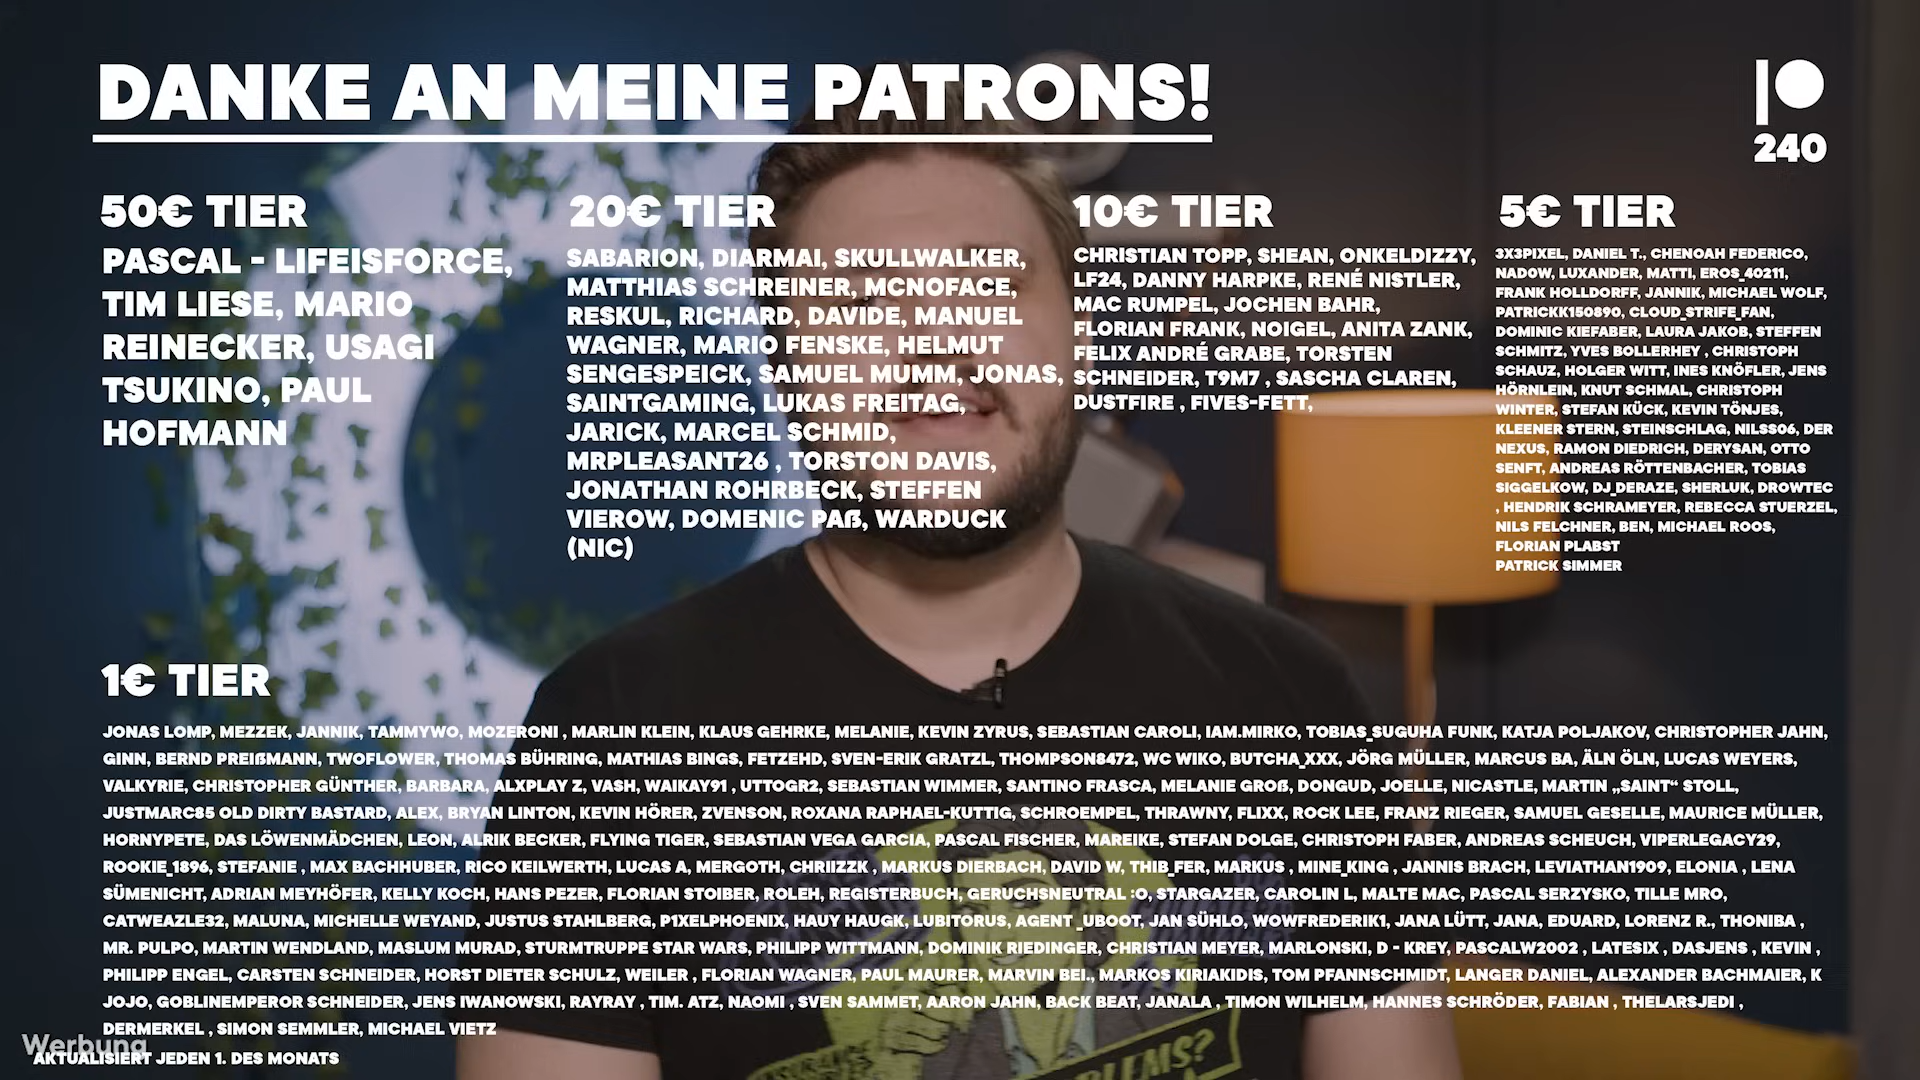 DANKE AN MEINE PATRONS!
240
50€ TIER
PASCAL - LIFEISFORCE,
TIM LIESE, MARIO
REINECKER, USAGI
TSUKINO, PAUL
HOFMANN
20€ TIER
SABARION, DIARMAI, SKULLWALKER,
MATTHIAS SCHREINER, MCNOFACE,
RESKUL, RICHARD, DAVIDE, MANUEL
WAGNER, MARIO FENSKE, HELMUT
SENGESPEICK, SAMUEL MUMM, JONAS,
SAINTGAMING, LUKAS FREITAG,
JARICK, MARCEL SCHMID,
MRPLEASANT26 , TORSTON DAVIS,
JONATHAN ROHRBECK, STEFFEN
VIEROW, DOMENIC PAß, WARDUCK
(NIC)
10€ TIER
CHRISTIAN TOPP, SHEAN, ONKELDIZZY,
LF24, DANNY HARPKE, RENÉ NISTLER,
MAC RUMPEL, JOCHEN BAHR,
FLORIAN FRANK, NOIGEL, ANITA ZANK,
FELIX ANDRÉ GRABE, TORSTEN
SCHNEIDER, T9M7 , SASCHA CLAREN,
DUSTFIRE , FIVES-FETT,
5€ TIER
3X3PIXEL, DANIEL T., CHENOAH FEDERICO,
NAD0W, LUXANDER, MATTI, EROS_40211,
FRANK HOLLDORFF, JANNIK, MICHAEL WOLF,
PATRICKK150890, CLOUD_STRIFE_FAN,
DOMINIC KIEFABER, LAURA JAKOB, STEFFEN
SCHMITZ, YVES BOLLERHEY , CHRISTOPH
SCHAUZ, HOLGER WITT, INES KNÖFLER, JENS
HÖRNLEIN, KNUT SCHMAL, CHRISTOPH
WINTER, STEFAN KÜCK, KEVIN TÖNJES,
KLEENER STERN, STEINSCHLAG, NILSS06, DER
NEXUS, RAMON DIEDRICH, DERYSAN, OTTO
SENFT, ANDREAS RÖTTENBACHER, TOBIAS
SIGGELKOW, DJ_DERAZE, SHERLUK, DROWTEC
, HENDRIK SCHRAMEYER, REBECCA STUERZEL,
NILS FELCHNER, BEN, MICHAEL ROOS,
FLORIAN PLABST
PATRICK SIMMER
1€ TIER
JONAS LOMP, MEZZEK, JANNIK, TAMMYWO, MOZERONI , MARLIN KLEIN, KLAUS GEHRKE, MELANIE, KEVIN ZYRUS, SEBASTIAN CAROLI, IAM.MIRKO, TOBIAS_SUGUHA FUNK, KATJA POLJAKOV, CHRISTOPHER JAHN,
GINN, BERND PREIßMANN, TWOFLOWER, THOMAS BÜHRING, MATHIAS BINGS, FETZEHD, SVEN-ERIK GRATZL, THOMPSON8472, WC WIKO, BUTCHA_XXX, JÖRG MÜLLER, MARCUS BA, ÄLN ÖLN, LUCAS WEYERS,
VALKYRIE, CHRISTOPHER GÜNTHER, BARBARA, ALXPLAY Z, VASH, WAIKAY91 , UTTOGR2, SEBASTIAN WIMMER, SANTINO FRASCA, MELANIE GROß, DONGUD, JOELLE, NICASTLE, MARTIN „SAINT“ STOLL,
JUSTMARC85 OLD DIRTY BASTARD, ALEX, BRYAN LINTON, KEVIN HÖRER, ZVENSON, ROXANA RAPHAEL-KUTTIG, SCHROEMPEL, THRAWNY, FLIXX, ROCK LEE, FRANZ RIEGER, SAMUEL GESELLE, MAURICE MÜLLER,
HORNYPETE, DAS LÖWENMÄDCHEN, LEON, ALRIK BECKER, FLYING TIGER, SEBASTIAN VEGA GARCIA, PASCAL FISCHER, MAREIKE, STEFAN DOLGE, CHRISTOPH FABER, ANDREAS SCHEUCH, VIPERLEGACY29,
ROOKIE_1896, STEFANIE , MAX BACHHUBER, RICO KEILWERTH, LUCAS A, MERGOTH, CHRIIZZK , MARKUS DIERBACH, DAVID W, THIB_FER, MARKUS , MINE_KING , JANNIS BRACH, LEVIATHAN1909, ELONIA , LENA
SÜMENICHT, ADRIAN MEYHÖFER, KELLY KOCH, HANS PEZER, FLORIAN STOIBER, ROLEH, REGISTERBUCH, GERUCHSNEUTRAL :O, STARGAZER, CAROLIN L, MALTE MAC, PASCAL SERZYSKO, TILLE MRO,
CATWEAZLE32, MALUNA, MICHELLE WEYAND, JUSTUS STAHLBERG, P1XELPHOENIX, HAUY HAUGK, LUBITORUS, AGENT_UBOOT, JAN SÜHLO, WOWFREDERIK1, JANA LÜTT, JANA, EDUARD, LORENZ R., THONIBA ,
MR. PULPO, MARTIN WENDLAND, MASLUM MURAD, STURMTRUPPE STAR WARS, PHILIPP WITTMANN, DOMINIK RIEDINGER, CHRISTIAN MEYER, MARLONSKI, D - KREY, PASCALW2002 , LATESIX , DASJENS , KEVIN ,
PHILIPP ENGEL, CARSTEN SCHNEIDER, HORST DIETER SCHULZ, WEILER , FLORIAN WAGNER, PAUL MAURER, MARVIN BEI., MARKOS KIRIAKIDIS, TOM PFANNSCHMIDT, LANGER DANIEL, ALEXANDER BACHMAIER, K
JOJO, GOBLINEMPEROR SCHNEIDER, JENS IWANOWSKI, RAYRAY , TIM. ATZ, NAOMI , SVEN SAMMET, AARON JAHN, BACK BEAT, JANALA , TIMON WILHELM, HANNES SCHRÖDER, FABIAN , THELARSJEDI ,
DERMERKEL , SIMON SEMMLER, MICHAEL VIETZ
Werbung
AKTUALISIERT JEDEN 1. DES MONATS